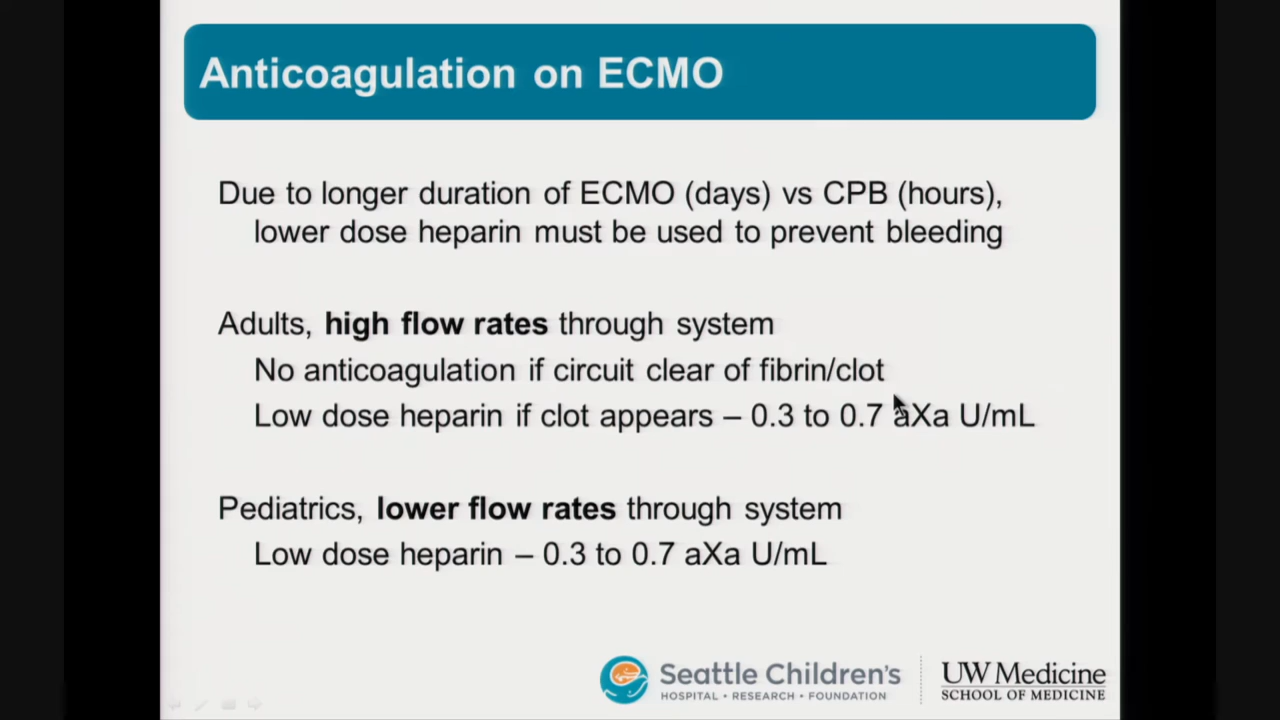 Anticoagulation on ECMO
Due to longer duration of ECMO (days) vs CPB (hours),
lower dose heparin must be used to prevent bleeding
Adults, high flow rates through system
No anticoagulation if circuit clear of fibrin/clot
Low dose heparin if clot appears – 0.3 to 0.7 aXa U/mL
Pediatrics, lower flow rates through system
Low dose heparin – 0.3 to 0.7 aXa U/mL
Seattle Children's
HOSPITAL • RESEARCH • FOUNDATION
UW Medicine
SCHOOL OF MEDICINE